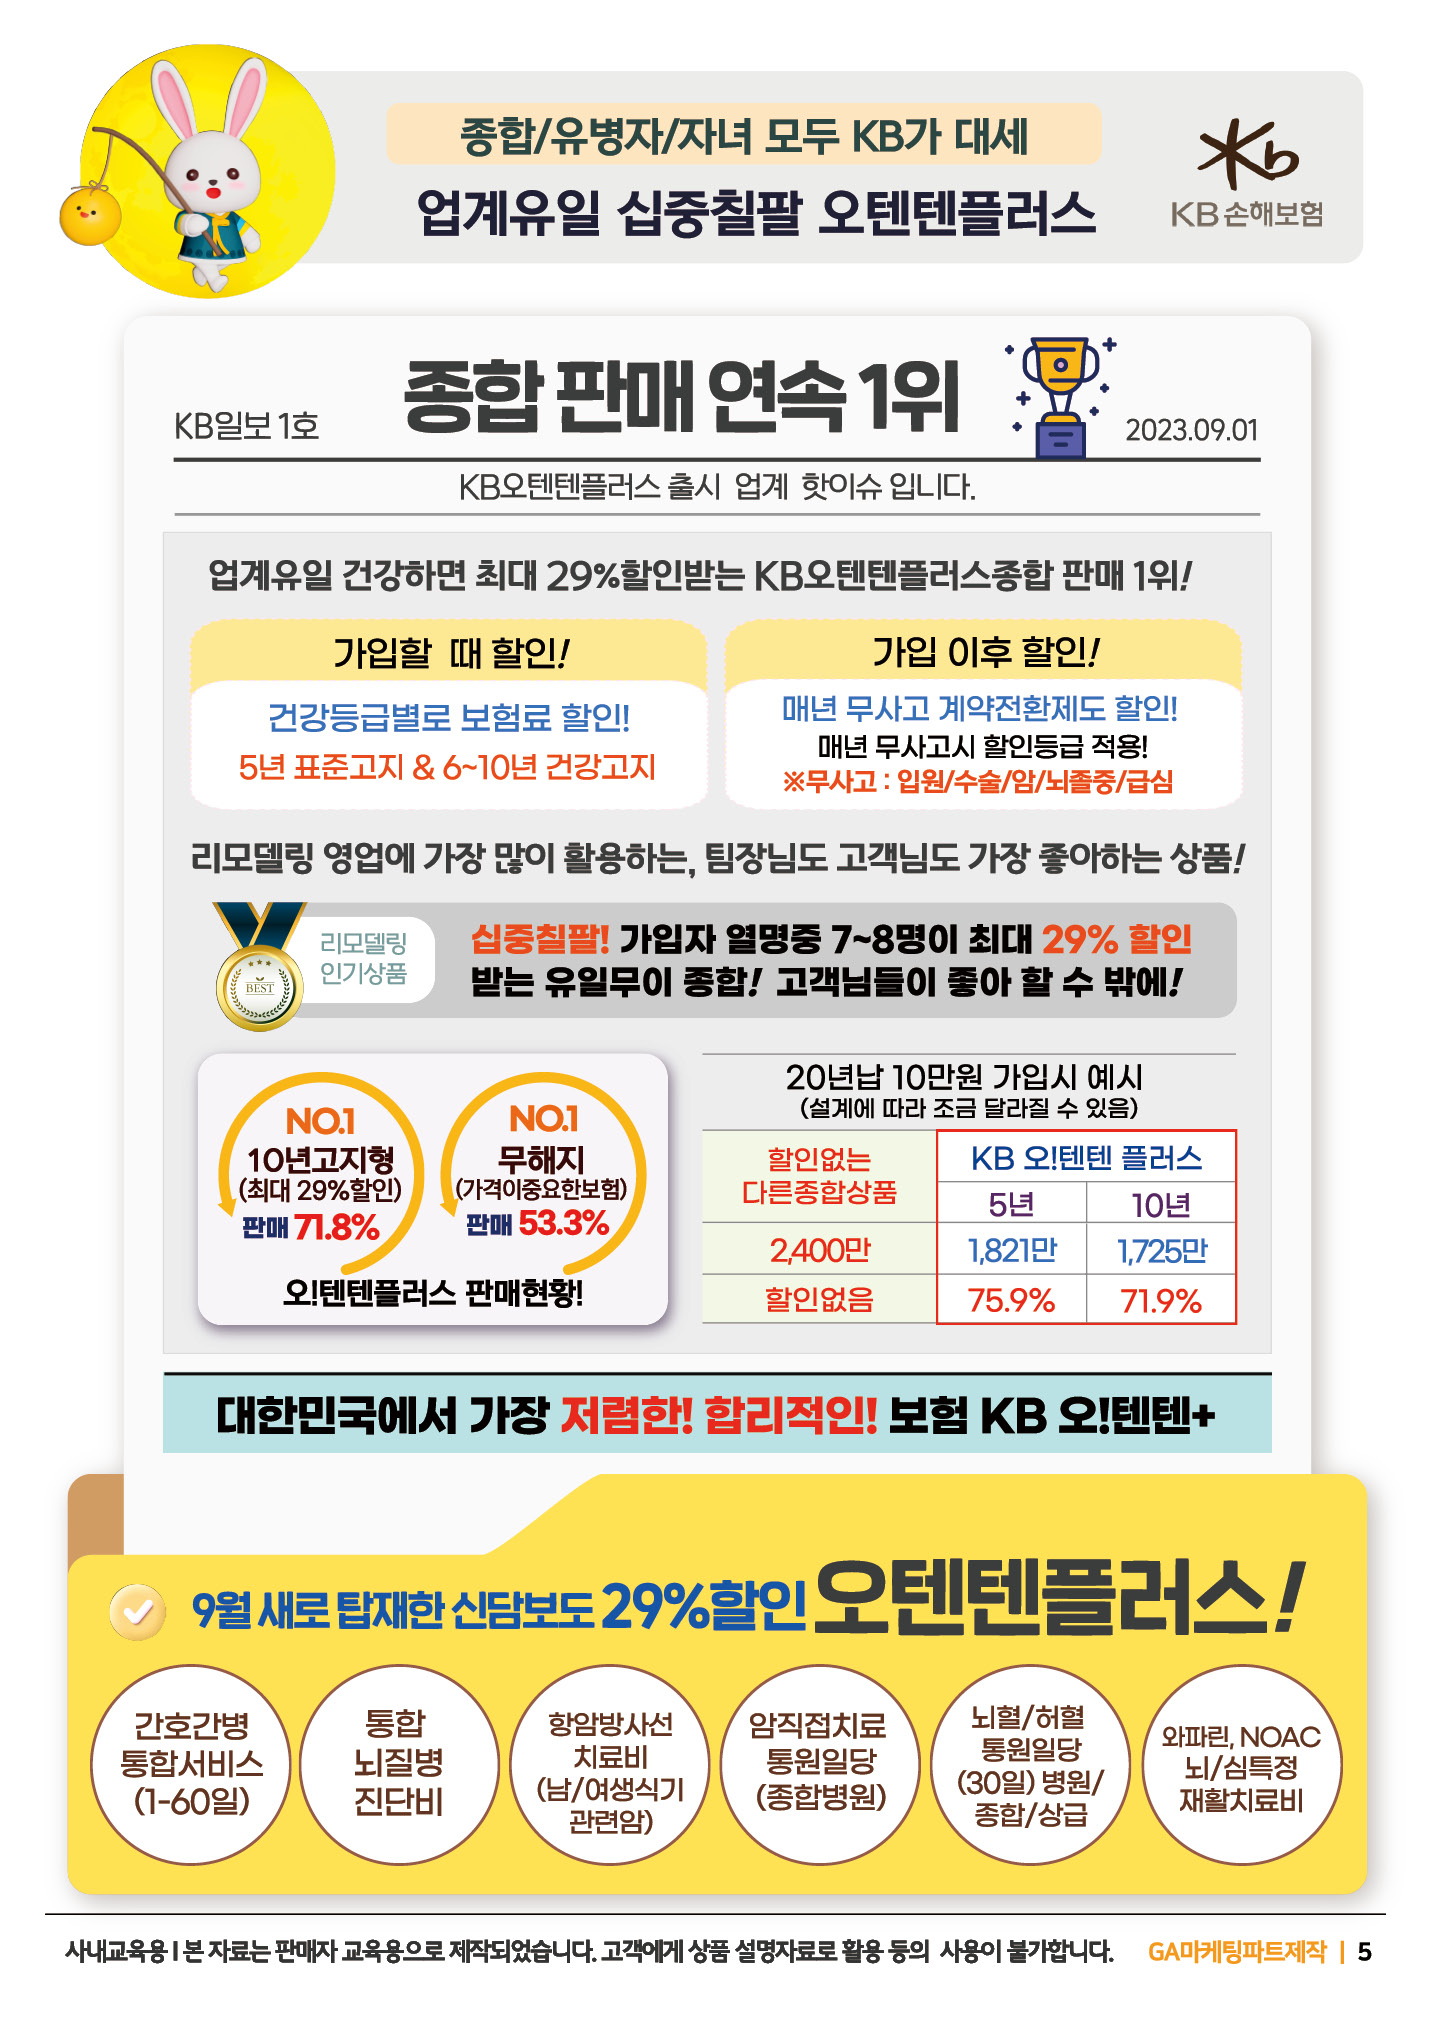 종합/유병자/자녀 모두 KB가 대세
업계유일 십중칠팔 오텐텐플러스
KB 손해보험
KB일보 1호
종합 판매 연속 1위
2023.09.01
KB오텐텐플러스 출시 업계 핫이슈 입니다.
업계유일 건강하면 최대 29%할인받는 KB오텐텐플러스종합 판매 1위!
가입할 때 할인!
건강등급별로 보험료 할인!
5년 표준고지 & 6~10년 건강고지
가입 이후 할인!
매년 무사고 계약전환제도 할인!
매년 무사고시 할인등급 적용!
※무사고 : 입원/수술/암/뇌졸중/급심
리모델링 영업에 가장 많이 활용하는, 팀장님도 고객님도 가장 좋아하는 상품!
BEST
리모델링
인기상품
십중칠팔! 가입자 열명중 7~8명이 최대 29% 할인
받는 유일무이 종합! 고객님들이 좋아 할 수 밖에!
NO.1
10년고지형
(최대 29%할인)
판매 71.8%
NO.1
무해지
(가격이중요한보험)
판매 53.3%
오!텐텐플러스 판매현황!
20년납 10만원 가입시 예시
(설계에 따라 조금 달라질 수 있음)
할인없는
다른종합상품
KB 오!텐텐 플러스
5년 10년
2,400만 1,821만 1,725만
할인없음 75.9% 71.9%
대한민국에서 가장 저렴한! 합리적인! 보험 KB 오!텐텐+
9월 새로 탑재한 신담보도 29%할인 오텐텐플러스!
간호간병
통합서비스
(1-60일)
통합
뇌질병
진단비
항암방사선
치료비
(남/여생식기
관련암)
암직접치료
통원일당
(종합병원)
뇌혈/허혈
통원일당
(30일) 병원/
종합/상급
와파린, NOAC
뇌/심특정
재활치료비
사내교육용 I 본 자료는 판매자 교육용으로 제작되었습니다. 고객에게 상품 설명자료로 활용 등의 사용이 불가합니다.
GA마케팅파트제작 | 5